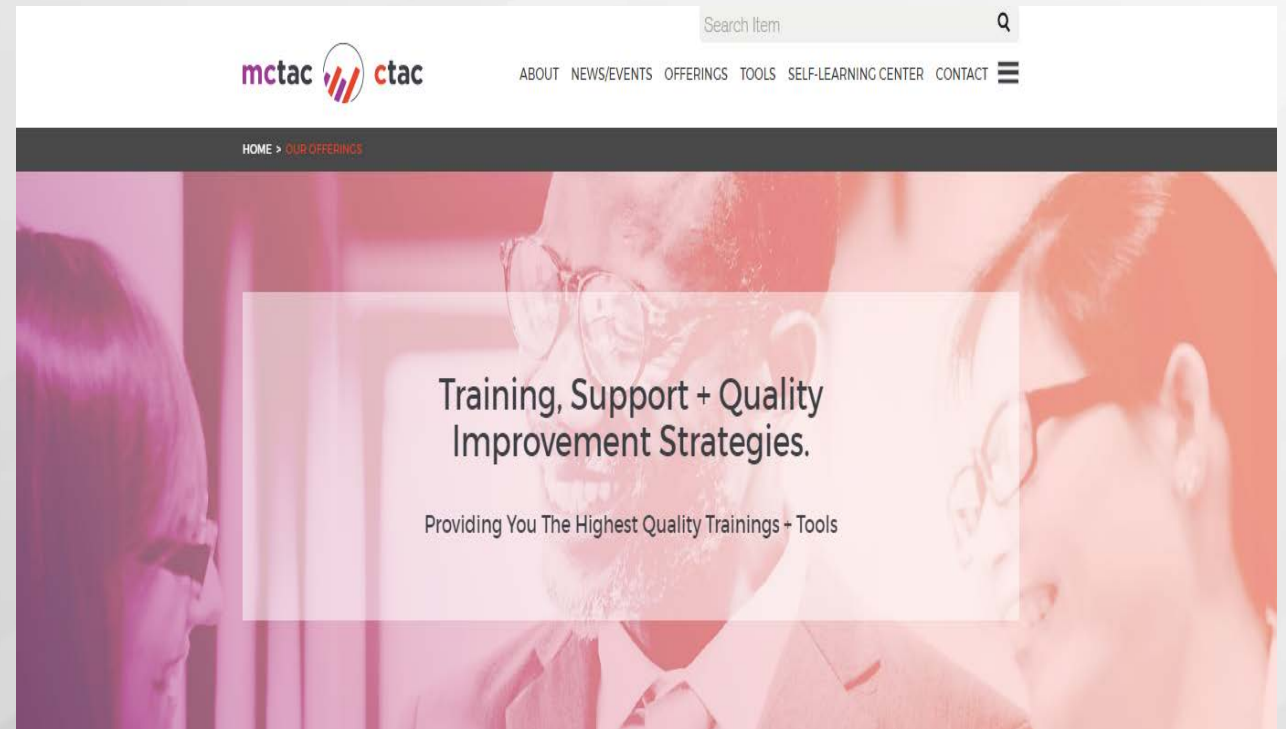 Search Item
mctac ctac
ABOUT NEWS/EVENTS OFFERINGS TOOLS SELF-LEARNING CENTER CONTACT
HOME > OUR OFFERINGS
Training, Support + Quality
Improvement Strategies.
Providing You The Highest Quality Trainings + Tools